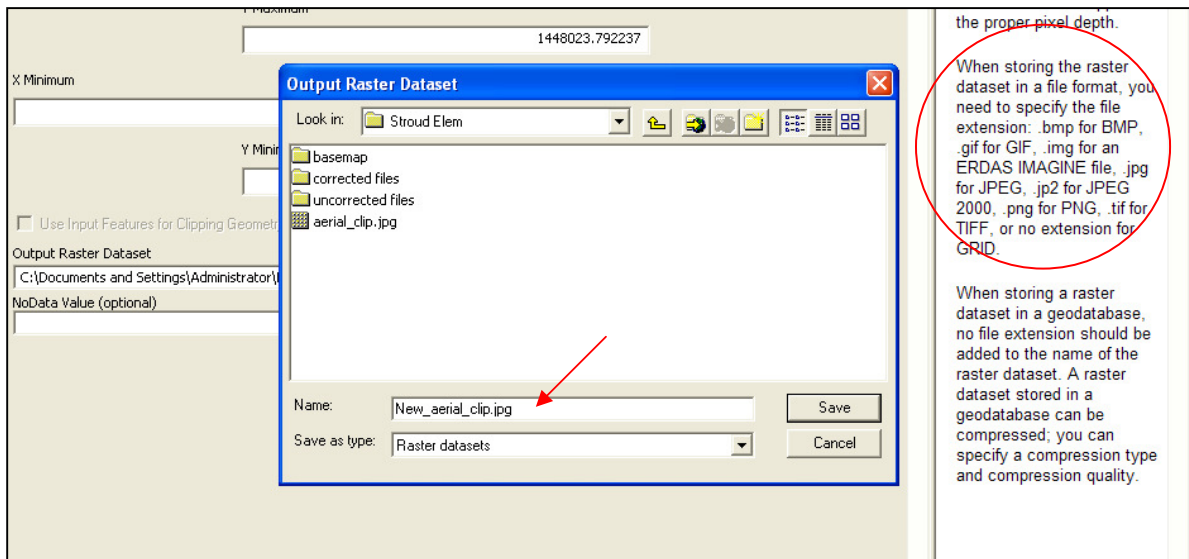 Y Maximum
1448023.792237
X Minimum
Use Input Features for Clipping
Output Raster Dataset
C:\Documents and Settings\Administrator\
NoData Value (optional)
Output Raster Dataset
Look in:
Stroud Elem
basemap
corrected files
uncorrected files
aerial_clip.jpg
Name:
New_aerial_clip.jpg
Save
Save as type:
Raster datasets
Cancel
the proper pixel depth.
When storing the raster
dataset in a file format, you
need to specify the file
extension: .bmp for BMP,
.gif for GIF, .img for an
ERDAS IMAGINE file, .jpg
for JPEG, .jp2 for JPEG
2000, .png for PNG, .tif for
TIFF, or no extension for
GRID.
When storing a raster
dataset in a geodatabase,
no file extension should be
added to the name of the
raster dataset. A raster
dataset stored in a
geodatabase can be
compressed; you can
specify a compression type
and compression quality.